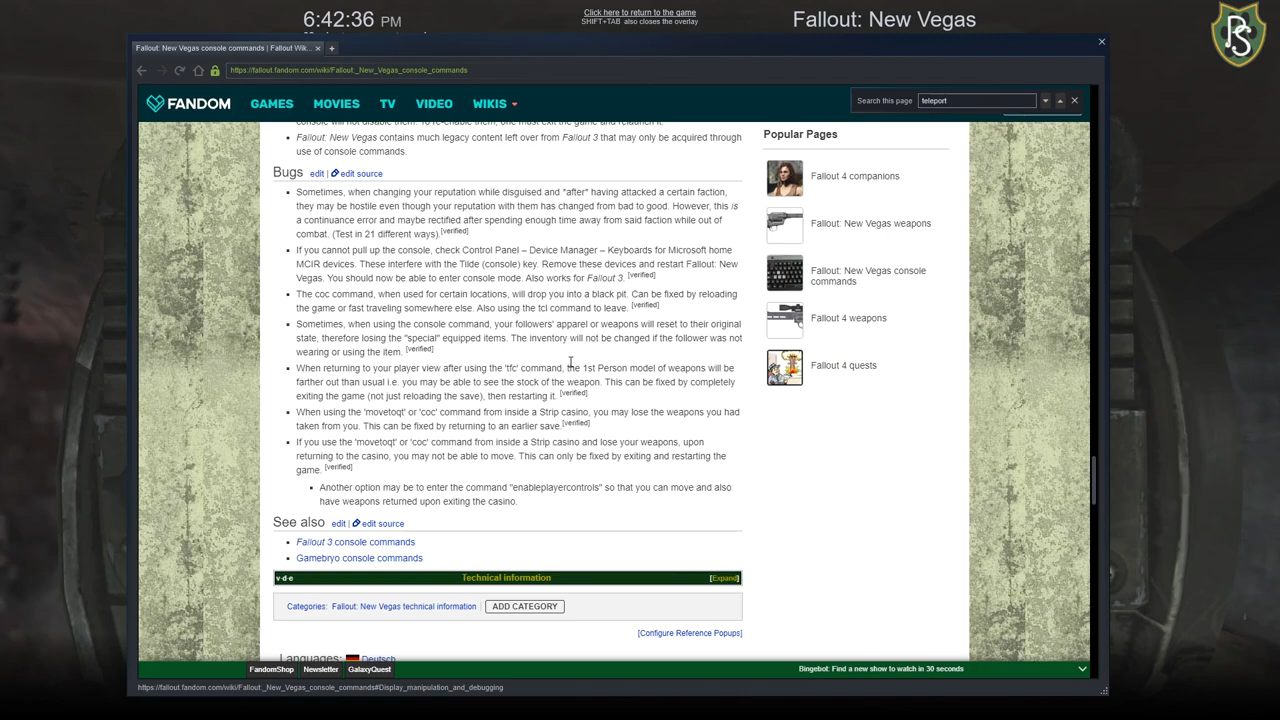 6:42:36 PM
Click here to return to the game
SHIFT+TAB also closes the overlay
Fallout: New Vegas
PS
Fallout: New Vegas console commands | Fallout Wik...
https://fallout.fandom.com/wiki/Fallout:_New_Vegas_console_commands
FANDOM GAMES MOVIES TV VIDEO WIKIS
Search this page teleport
console will not disable them. To re-enable them, one must exit the game and relaunch it.
Fallout: New Vegas contains much legacy content left over from Fallout 3 that may only be acquired through
use of console commands.
Bugs edit | edit source
Sometimes, when changing your reputation while disguised and "after" having attacked a certain faction,
they may be hostile even though your reputation with them has changed from bad to good. However, this is
a continuance error and maybe rectified after spending enough time away from said faction while out of
combat. (Test in 21 different ways).[verified]
If you cannot pull up the console, check Control Panel – Device Manager – Keyboards for Microsoft home
MCIR devices. These interfere with the Tilde (console) key. Remove these devices and restart Fallout: New
Vegas. You should now be able to enter console mode. Also works for Fallout 3. [verified]
The coc command, when used for certain locations, will drop you into a black pit. Can be fixed by reloading
the game or fast traveling somewhere else. Also using the tcl command to leave. [verified]
Sometimes, when using the console command, your followers' apparel or weapons will reset to their original
state, therefore losing the "special" equipped items. The inventory will not be changed if the follower was not
wearing or using the item. [verified]
When returning to your player view after using the 'tfc' command, the 1st Person model of weapons will be
farther out than usual i.e. you may be able to see the stock of the weapon. This can be fixed by completely
exiting the game (not just reloading the save), then restarting it. [verified]
When using the 'movetoqt' or 'coc' command from inside a Strip casino, you may lose the weapons you had
taken from you. This can be fixed by returning to an earlier save.[verified]
If you use the 'movetoqt' or 'coc' command from inside a Strip casino and lose your weapons, upon
returning to the casino, you may not be able to move. This can only be fixed by exiting and restarting the
game. [verified]
Another option may be to enter the command "enableplayercontrols" so that you can move and also
have weapons returned upon exiting the casino.
See also edit | edit source
Fallout 3 console commands
Gamebryo console commands
v·d·e Technical information [Expand]
Categories: Fallout: New Vegas technical information ADD CATEGORY
[Configure Reference Popups]
Languages: Deutsch
Popular Pages
Fallout 4 companions
Fallout: New Vegas weapons
Fallout: New Vegas console
commands
Fallout 4 weapons
Fallout 4 quests
FandomShop Newsletter GalaxyQuest
Bingebot: Find a new show to watch in 30 seconds
https://fallout.fandom.com/wiki/Fallout:_New_Vegas_console_commands#Display_manipulation_and_debugging